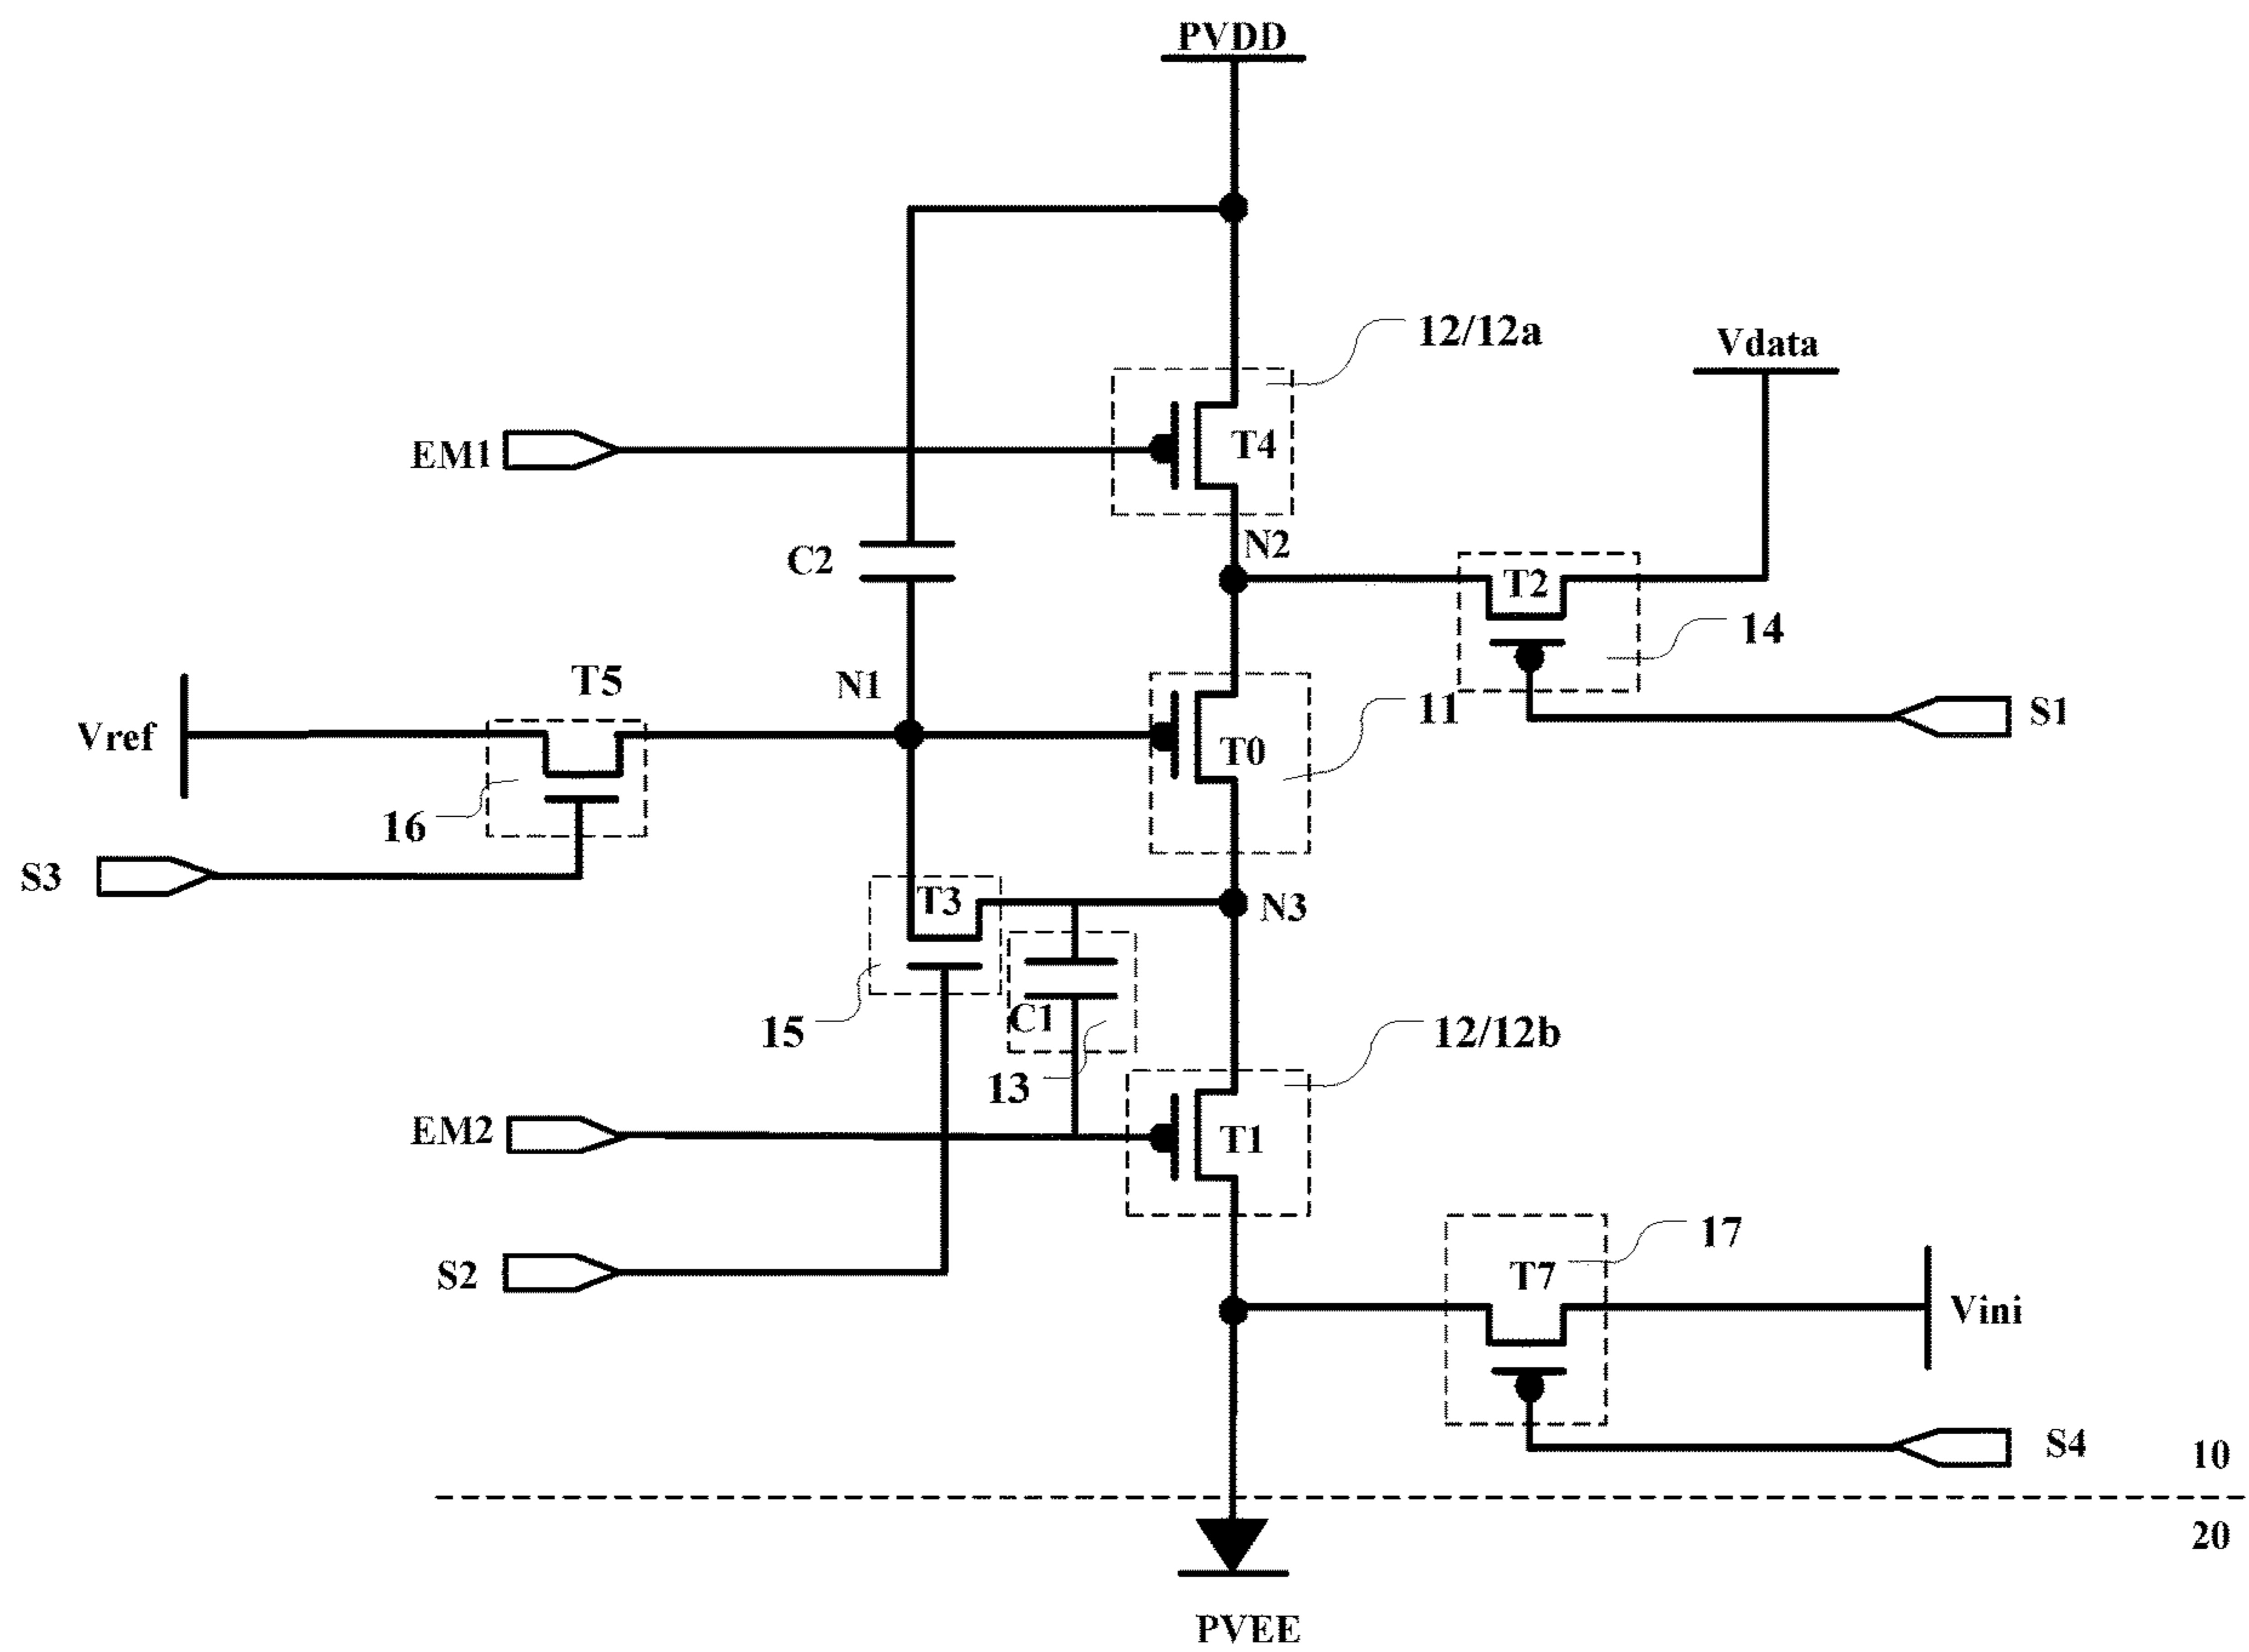 PVDD
12/12a
Vdata
EM1
T4
N2
C2
T2
14
T5
N1
11
S1
Vref
T0
16
S3
T3
N3
15
C1
12/12b
13
EM2
T1
17
S2
T7
Vini
S4
10
20
PVEE